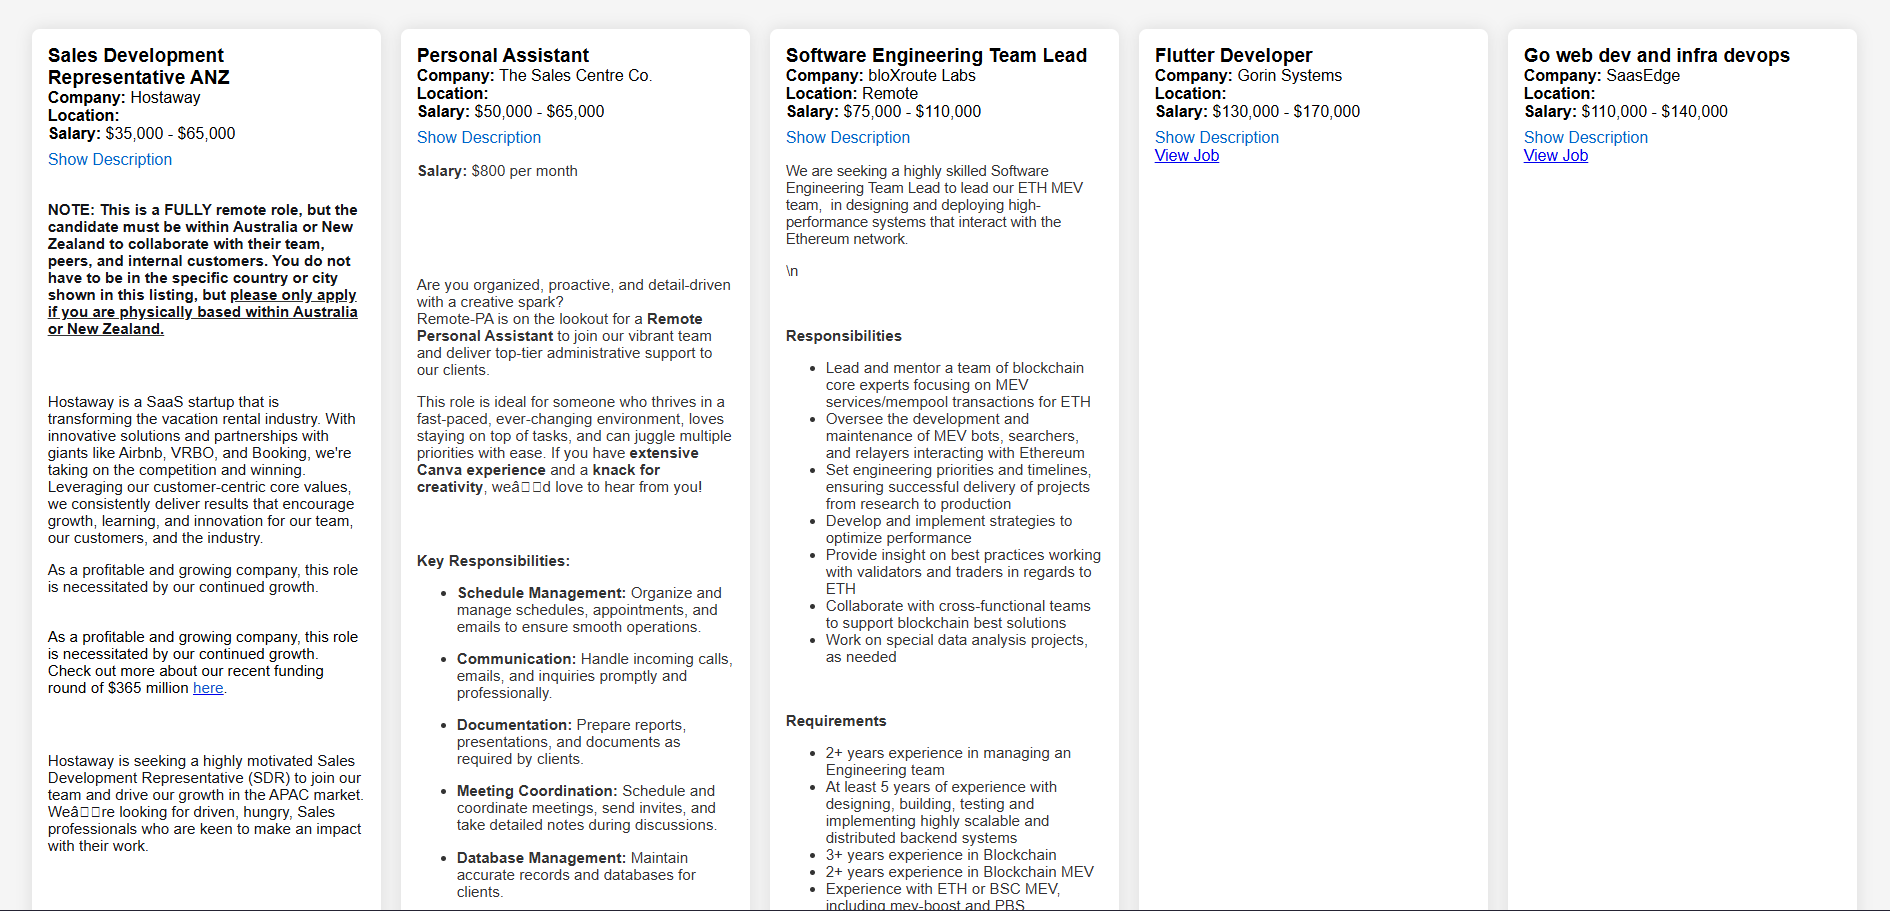 Sales Development
Representative ANZ
Company: Hostaway
Location:
Salary: $35,000 - $65,000
Show Description
NOTE: This is a FULLY remote role, but the
candidate must be within Australia or New
Zealand to collaborate with their team,
peers, and internal customers. You do not
have to be in the specific country or city
shown in this listing, but please only apply
if you are physically based within Australia
or New Zealand.
Hostaway is a SaaS startup that is
transforming the vacation rental industry. With
innovative solutions and partnerships with
giants like Airbnb, VRBO, and Booking, we're
taking on the competition and winning.
Leveraging our customer-centric core values,
we consistently deliver results that encourage
growth, learning, and innovation for our team,
our customers, and the industry.
As a profitable and growing company, this role
is necessitated by our continued growth.
As a profitable and growing company, this role
is necessitated by our continued growth.
Check out more about our recent funding
round of $365 million here.
Hostaway is seeking a highly motivated Sales
Development Representative (SDR) to join our
team and drive our growth in the APAC market.
Weâ□□re looking for driven, hungry, Sales
professionals who are keen to make an impact
with their work.
Personal Assistant
Company: The Sales Centre Co.
Location:
Salary: $50,000 - $65,000
Show Description
Salary: $800 per month
Are you organized, proactive, and detail-driven
with a creative spark?
Remote-PA is on the lookout for a Remote
Personal Assistant to join our vibrant team
and deliver top-tier administrative support to
our clients.
This role is ideal for someone who thrives in a
fast-paced, ever-changing environment, loves
staying on top of tasks, and can juggle multiple
priorities with ease. If you have extensive
Canva experience and a knack for
creativity, weâ□□d love to hear from you!
Key Responsibilities:
• Schedule Management: Organize and
manage schedules, appointments, and
emails to ensure smooth operations.
• Communication: Handle incoming calls,
emails, and inquiries promptly and
professionally.
• Documentation: Prepare reports,
presentations, and documents as
required by clients.
• Meeting Coordination: Schedule and
coordinate meetings, send invites, and
take detailed notes during discussions.
• Database Management: Maintain
accurate records and databases for
clients.
Software Engineering Team Lead
Company: bloXroute Labs
Location: Remote
Salary: $75,000 - $110,000
Show Description
We are seeking a highly skilled Software
Engineering Team Lead to lead our ETH MEV
team,  in designing and deploying high-
performance systems that interact with the
Ethereum network.
\n
Responsibilities
• Lead and mentor a team of blockchain
core experts focusing on MEV
services/mempool transactions for ETH
• Oversee the development and
maintenance of MEV bots, searchers,
and relayers interacting with Ethereum
• Set engineering priorities and timelines,
ensuring successful delivery of projects
from research to production
• Develop and implement strategies to
optimize performance
• Provide insight on best practices working
with validators and traders in regards to
ETH
• Collaborate with cross-functional teams
to support blockchain best solutions
• Work on special data analysis projects,
as needed
Requirements
• 2+ years experience in managing an
Engineering team
• At least 5 years of experience with
designing, building, testing and
implementing highly scalable and
distributed backend systems
• 3+ years experience in Blockchain
• 2+ years experience in Blockchain MEV
• Experience with ETH or BSC MEV,
including mev-boost and PBS
Flutter Developer
Company: Gorin Systems
Location:
Salary: $130,000 - $170,000
Show Description
View Job
Go web dev and infra devops
Company: SaasEdge
Location:
Salary: $110,000 - $140,000
Show Description
View Job